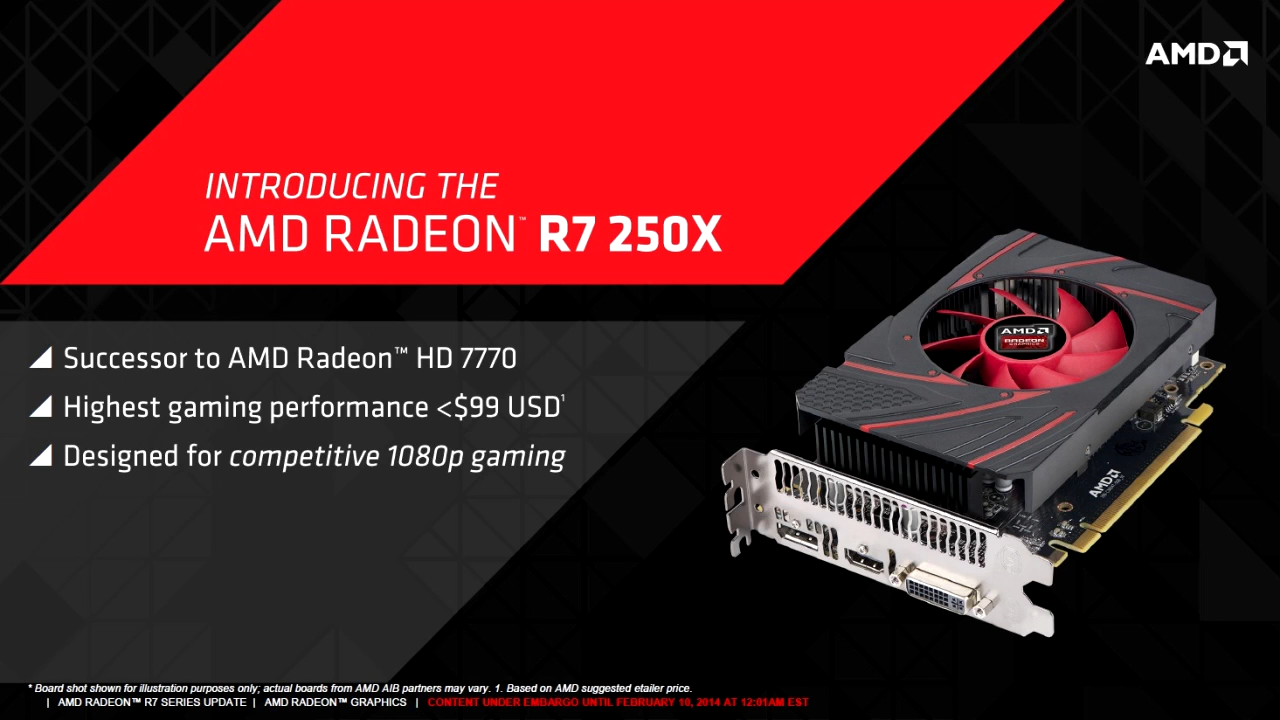 AMD
INTRODUCING THE
AMD RADEON™ R7 250X
Successor to AMD Radeon™ HD 7770
Highest gaming performance <$99 USD¹
Designed for competitive 1080p gaming
AMD
RADEON
GRAPHICS
AMD
* Board shot shown for illustration purposes only; actual boards from AMD AIB partners may vary. 1. Based on AMD suggested etailer price.
| AMD RADEON™ R7 SERIES UPDATE | AMD RADEON™ GRAPHICS | CONTENT UNDER EMBARGO UNTIL FEBRUARY 10, 2014 AT 12:01AM EST